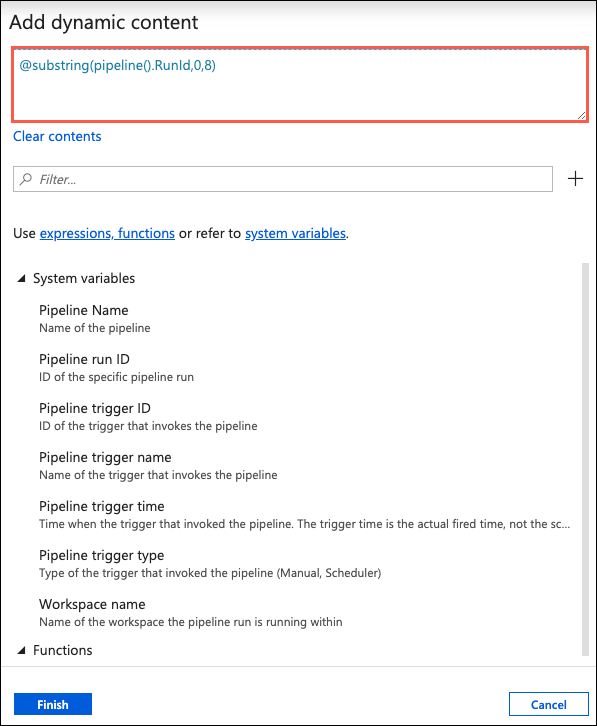 Add dynamic content
@substring(pipeline().RunId,0,8)
Clear contents
Filter...
Use expressions, functions or refer to system variables.
System variables
Pipeline Name
Name of the pipeline
Pipeline run ID
ID of the specific pipeline run
Pipeline trigger ID
ID of the trigger that invokes the pipeline
Pipeline trigger name
Name of the trigger that invokes the pipeline
Pipeline trigger time
Time when the trigger that invoked the pipeline. The trigger time is the actual fired time, not the sc...
Pipeline trigger type
Type of the trigger that invoked the pipeline (Manual, Scheduler)
Workspace name
Name of the workspace the pipeline run is running within
Functions
Finish
Cancel